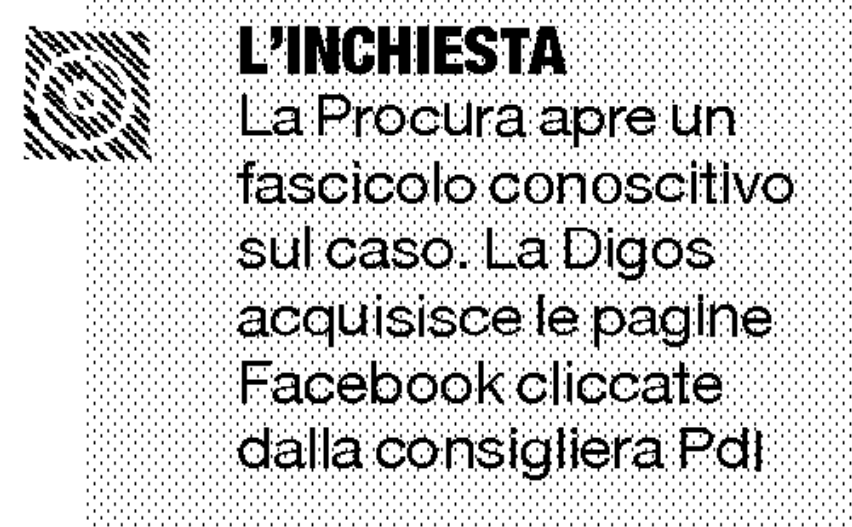 L'INCHIESTA
La Procura apre un
fascicolo conoscitivo
sul caso. La Digos
acquisisce le pagine
Facebook cliccate
dalla consigliera Pdl